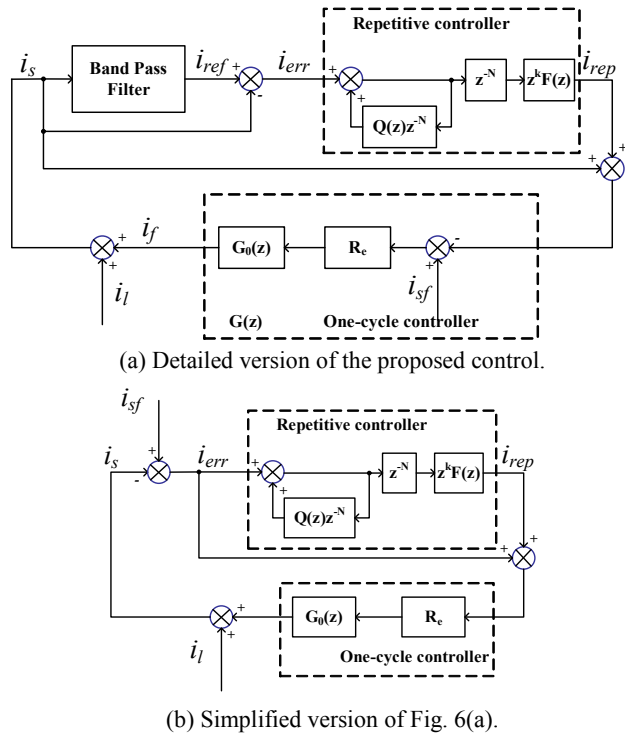 Repetitive controller
i_s
Band Pass Filter
i_ref
+
-
i_err
+
+
z^-N
z^k F(z)
i_rep
Q(z)z^-N
+
+
i_f
+
+
i_l
G_0(z)
R_e
-
+
i_sf
G(z)
One-cycle controller
(a) Detailed version of the proposed control.
i_sf
Repetitive controller
i_s
+
-
i_err
+
+
z^-N
z^k F(z)
i_rep
Q(z)z^-N
+
+
+
+
i_l
G_0(z)
R_e
One-cycle controller
(b) Simplified version of Fig. 6(a).